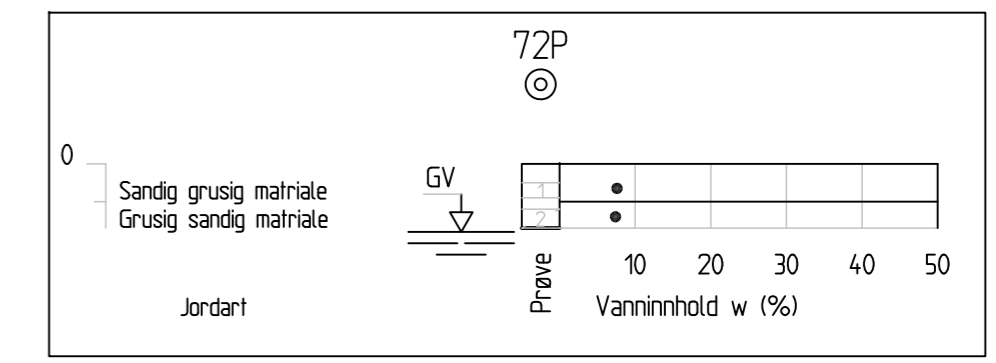 72P
0
Sandig grusig matriale
Grusig sandig matriale
GV
1
2
Prøve
10 20 30 40 50
Jordart
Vanninnhold w (%)